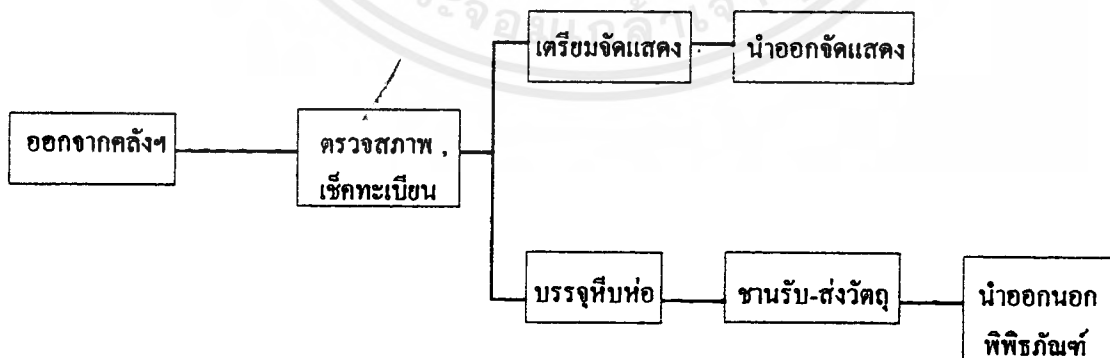 เตรียมจัดแสดง
นำออกจัดแสดง
ออกจากคลังฯ
ตรวจสภาพ ,
เช็คทะเบียน
บรรจุหีบห่อ
ชานรับ-ส่งวัตถุ
นำออกนอก
พิพิธภัณฑ์